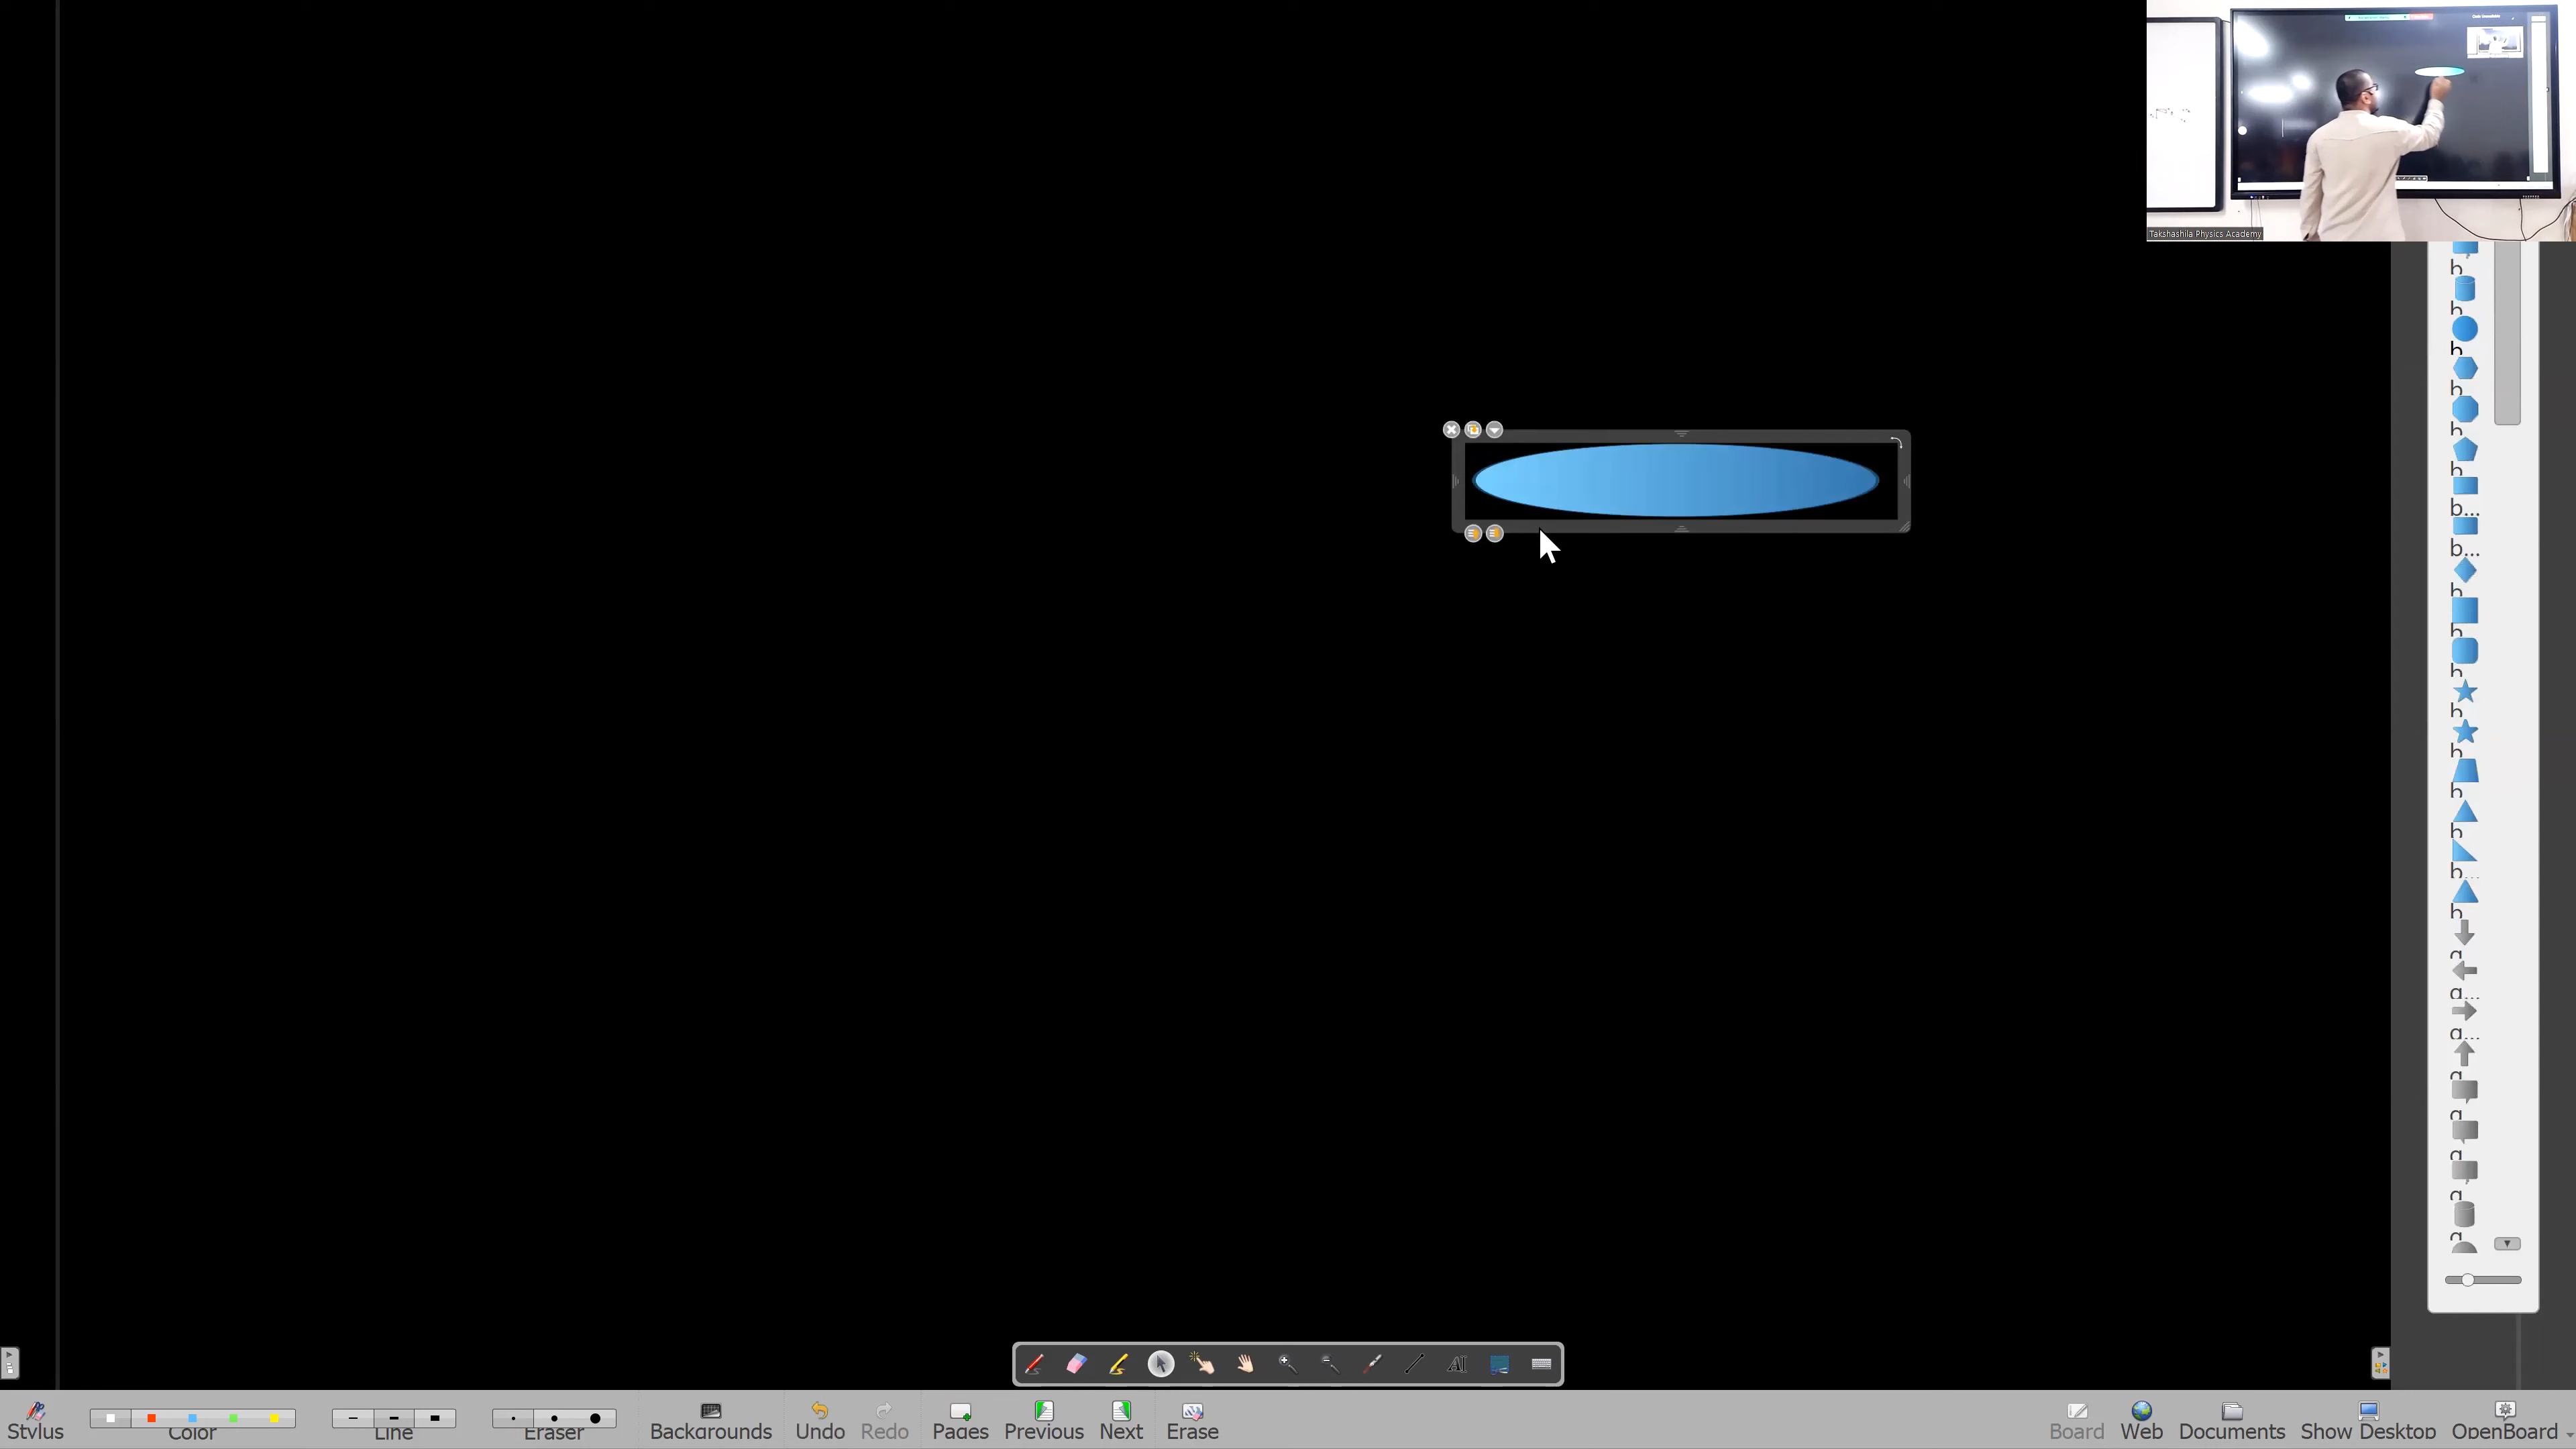 Takshashila Physics Academy
b
b
b
b
b
b
b...
b...
b
b
b
b
b
b
b
b...
b
g
g...
g...
g
g
g
g
g
AI
Stylus
Color
Line
Eraser
Backgrounds
Undo
Redo
Pages
Previous
Next
Erase
Board
Web
Documents
Show Desktop
OpenBoard